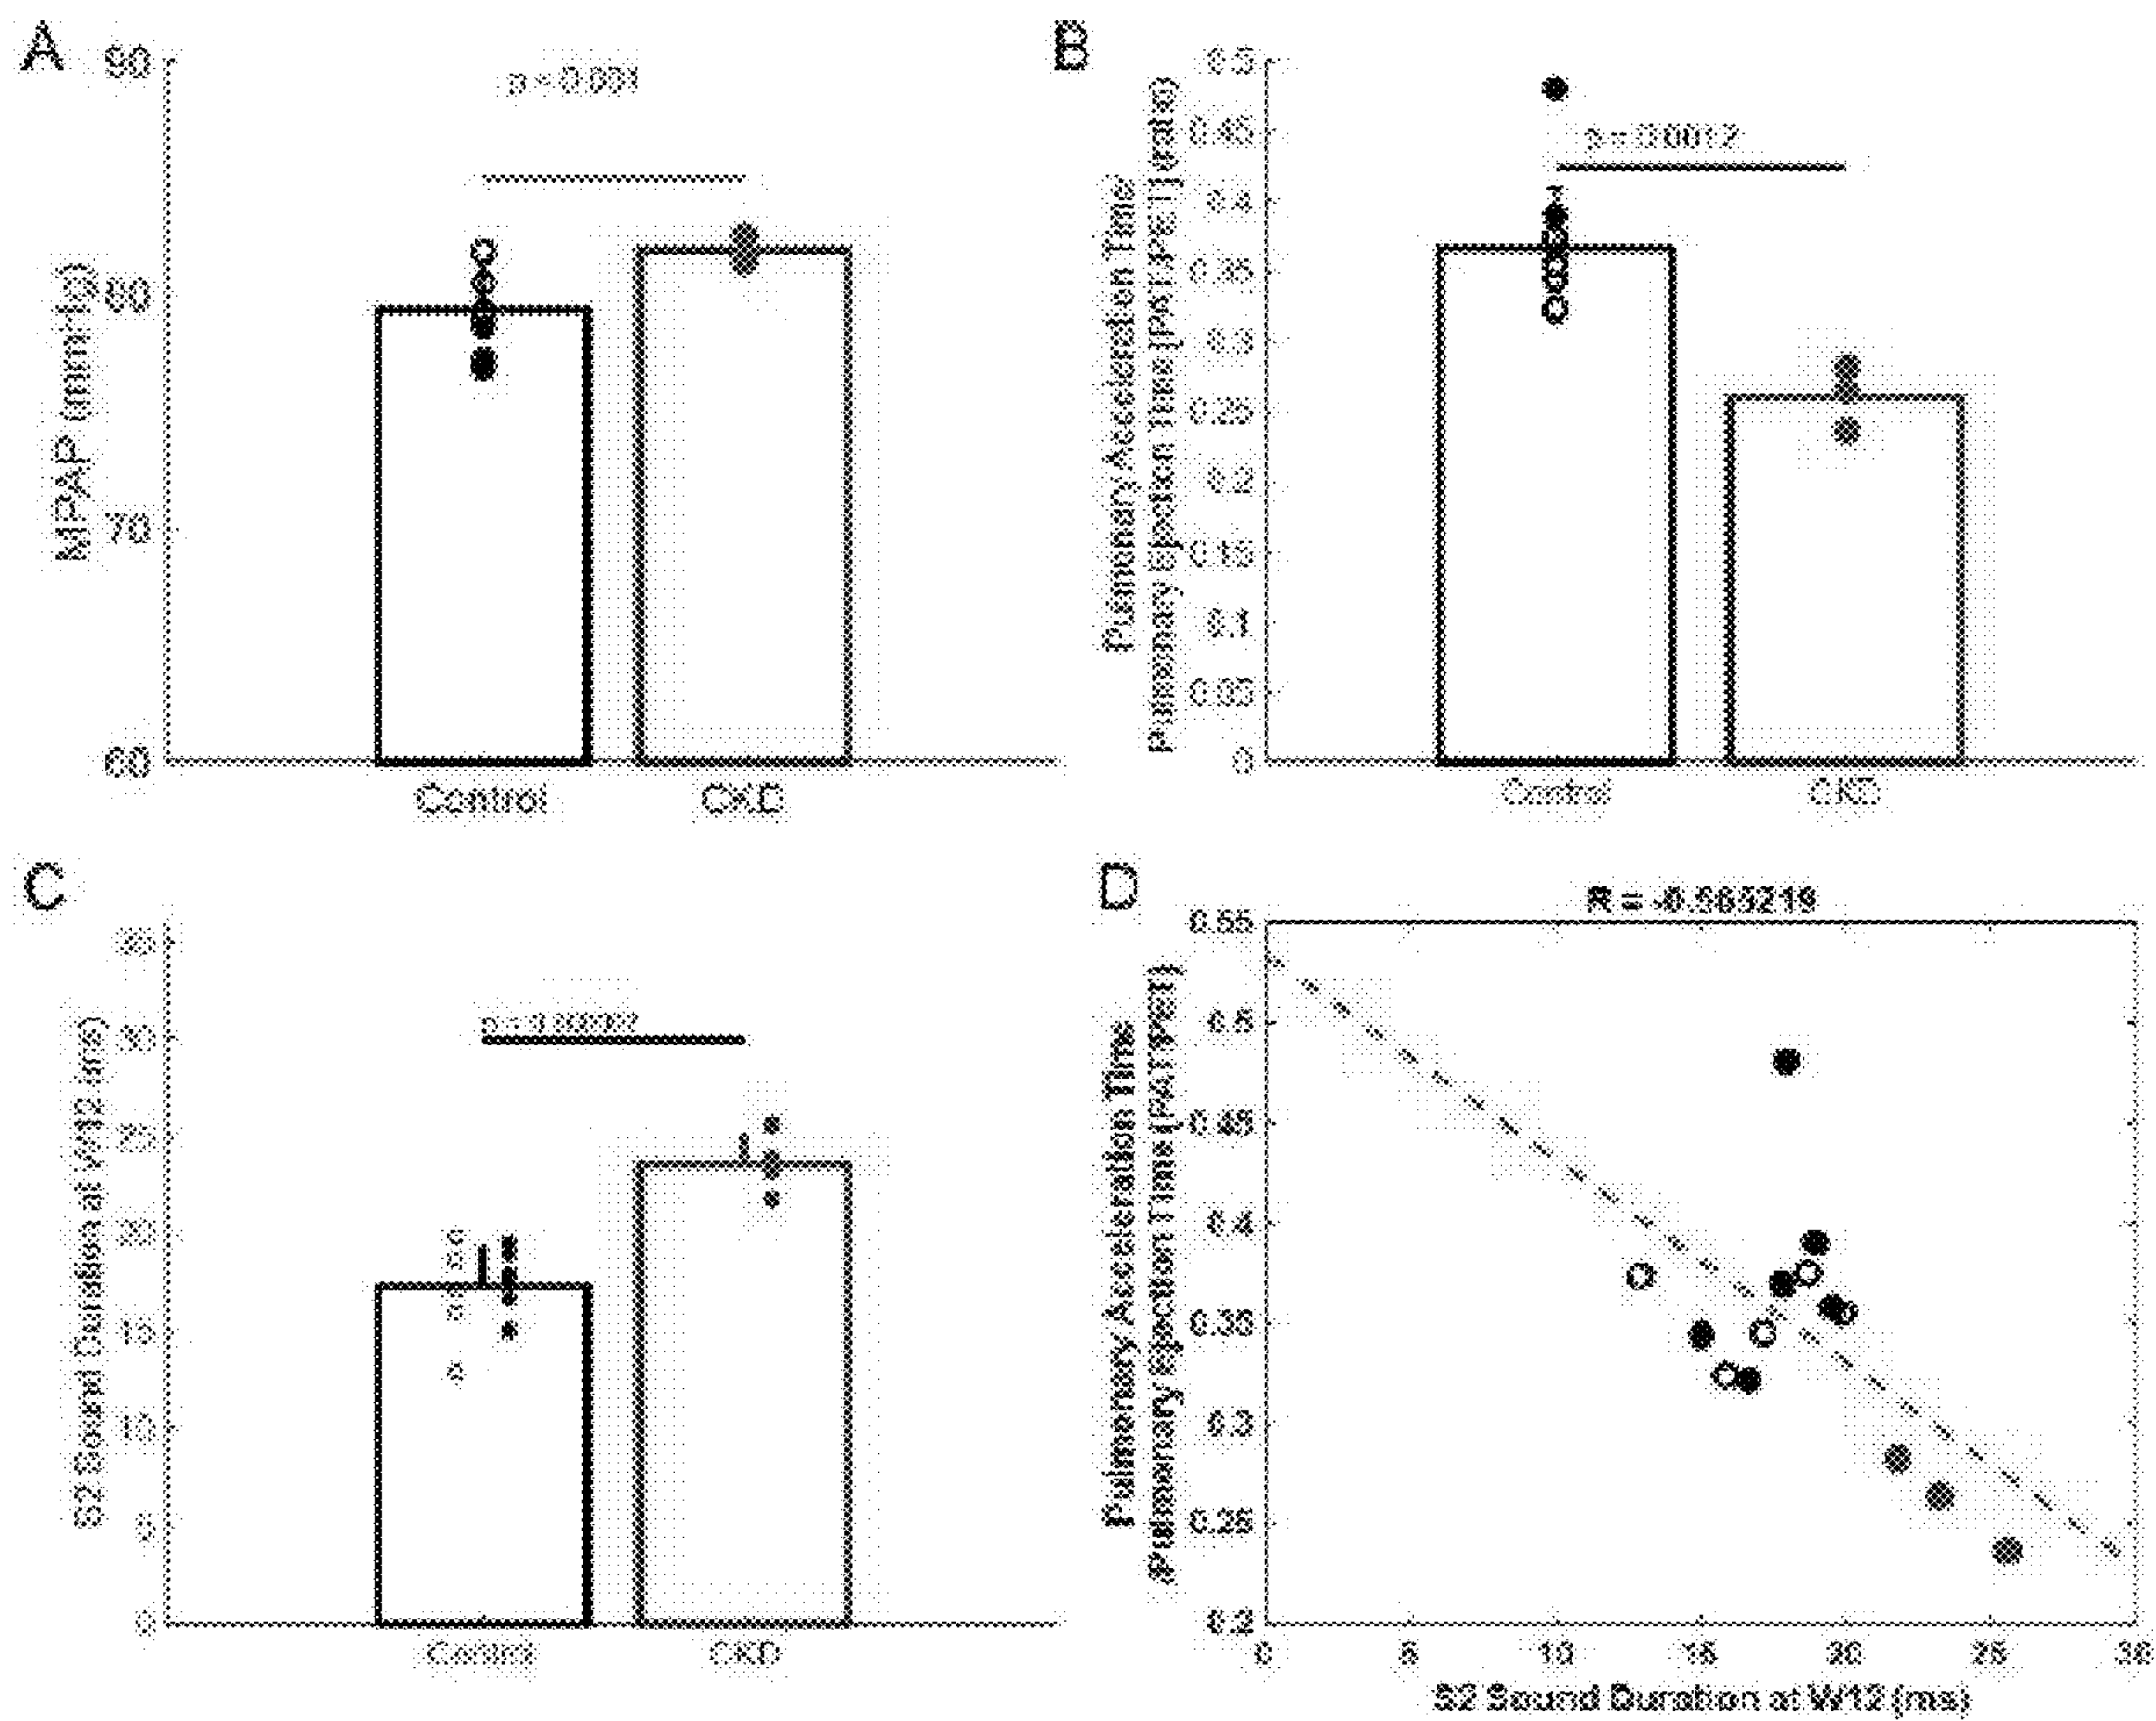 A
90
80
70
60
MPAP (mmHg)
Control
CKD
B
0.5
0.45
0.4
0.35
0.3
0.25
0.2
0.15
0.1
0.05
0
Pulmonary Acceleration Time
Pulmonary Ejection Time [PAT/PET]
p = 0.0012
Control
CKD
C
30
25
20
15
10
5
0
S2 Sound Duration at W12 (ms)
Control
CKD
D
0.55
0.5
0.45
0.4
0.35
0.3
0.25
0.2
Pulmonary Acceleration Time
Pulmonary Ejection Time [PAT/PET]
0
5
10
15
20
25
30
S2 Sound Duration at W12 (ms)